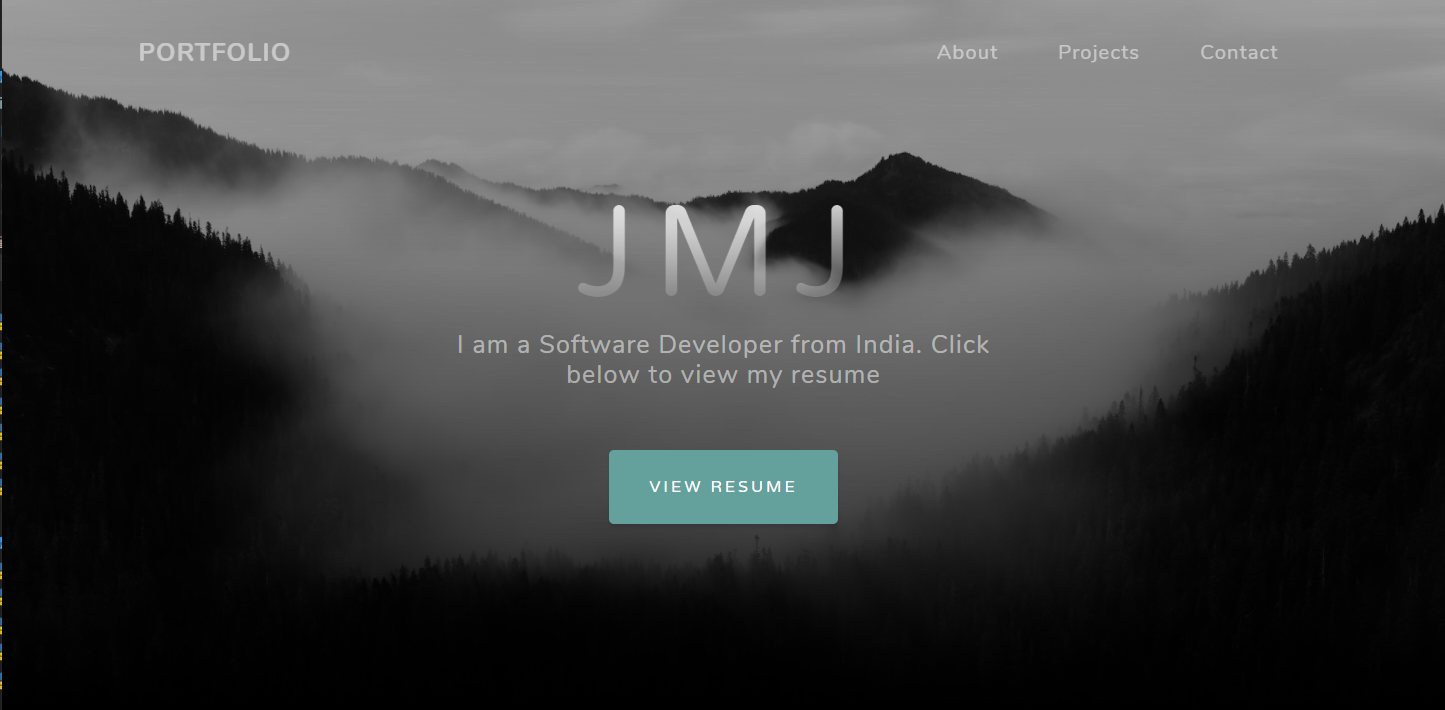 PORTFOLIO
About Projects Contact
JMJ
I am a Software Developer from India. Click
below to view my resume
VIEW RESUME